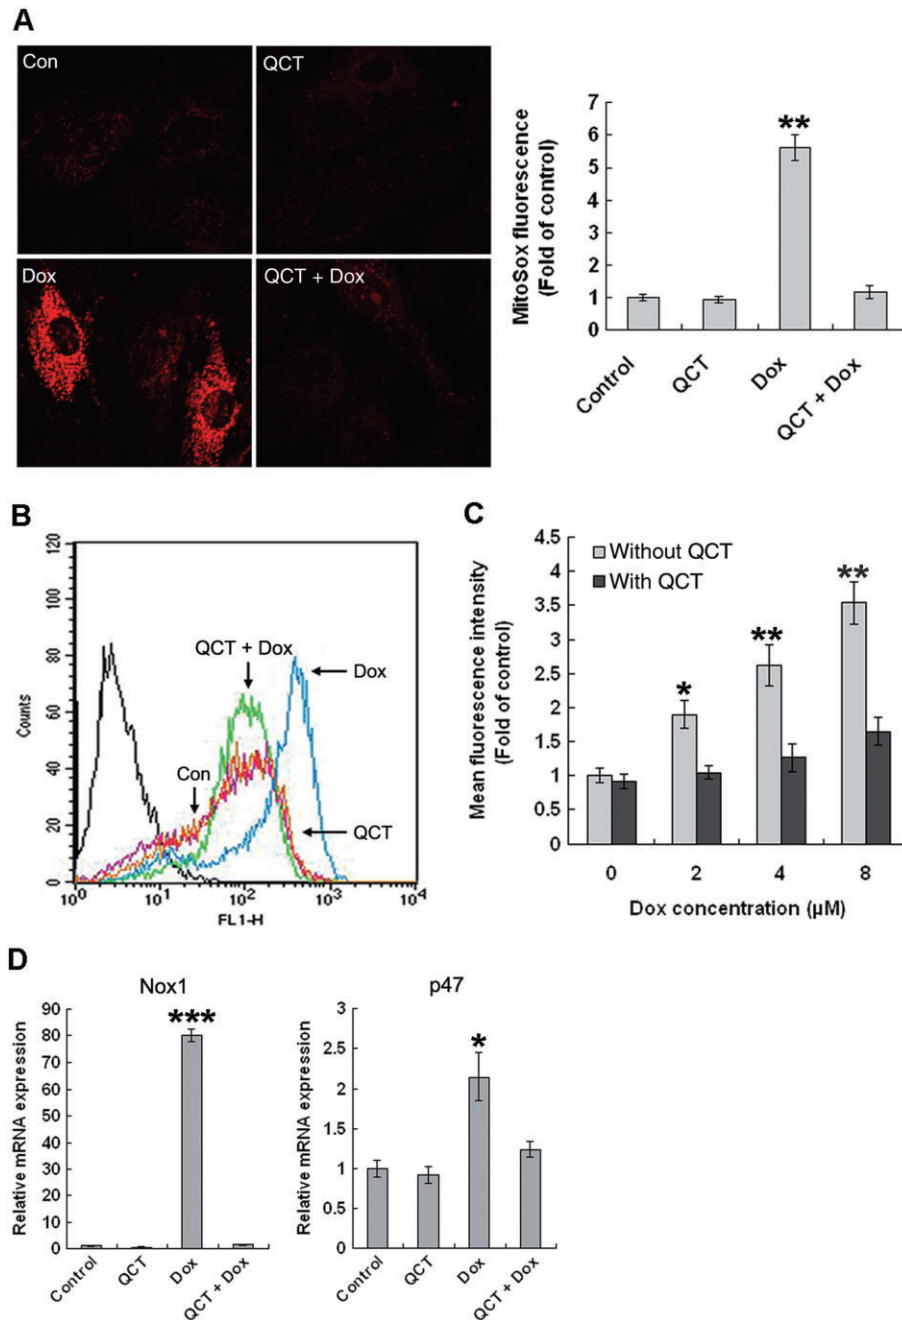 A
Con
QCT
Dox
QCT + Dox
MitoSox fluorescence
(Fold of control)
7
6
5
4
3
2
1
0
**
Control
QCT
Dox
QCT + Dox
B
120
100
80
60
40
20
0
Counts
QCT + Dox
Dox
Con
QCT
10⁰
10¹
10²
10³
10⁴
FL1-H
C
Mean fluorescence intensity
(Fold of control)
4.5
4
3.5
3
2.5
2
1.5
1
0.5
0
Without QCT
With QCT
*
**
**
0
2
4
8
Dox concentration (µM)
D
Nox1
Relative mRNA expression
90
80
70
60
50
40
30
20
10
0
***
Control
QCT
Dox
QCT + Dox
p47
Relative mRNA expression
3
2.5
2
1.5
1
0.5
0
*
Control
QCT
Dox
QCT + Dox